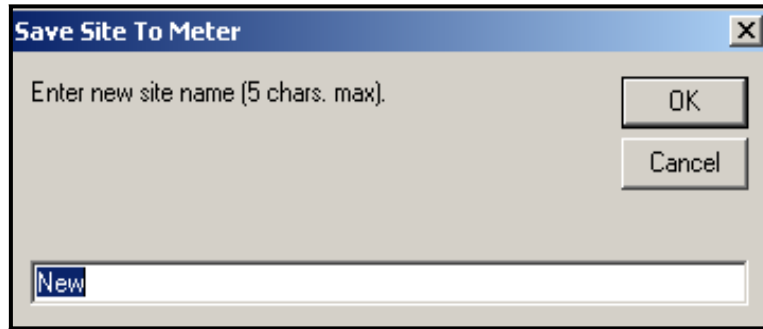 Save Site To Meter
Enter new site name (5 chars. max).
OK
Cancel
New